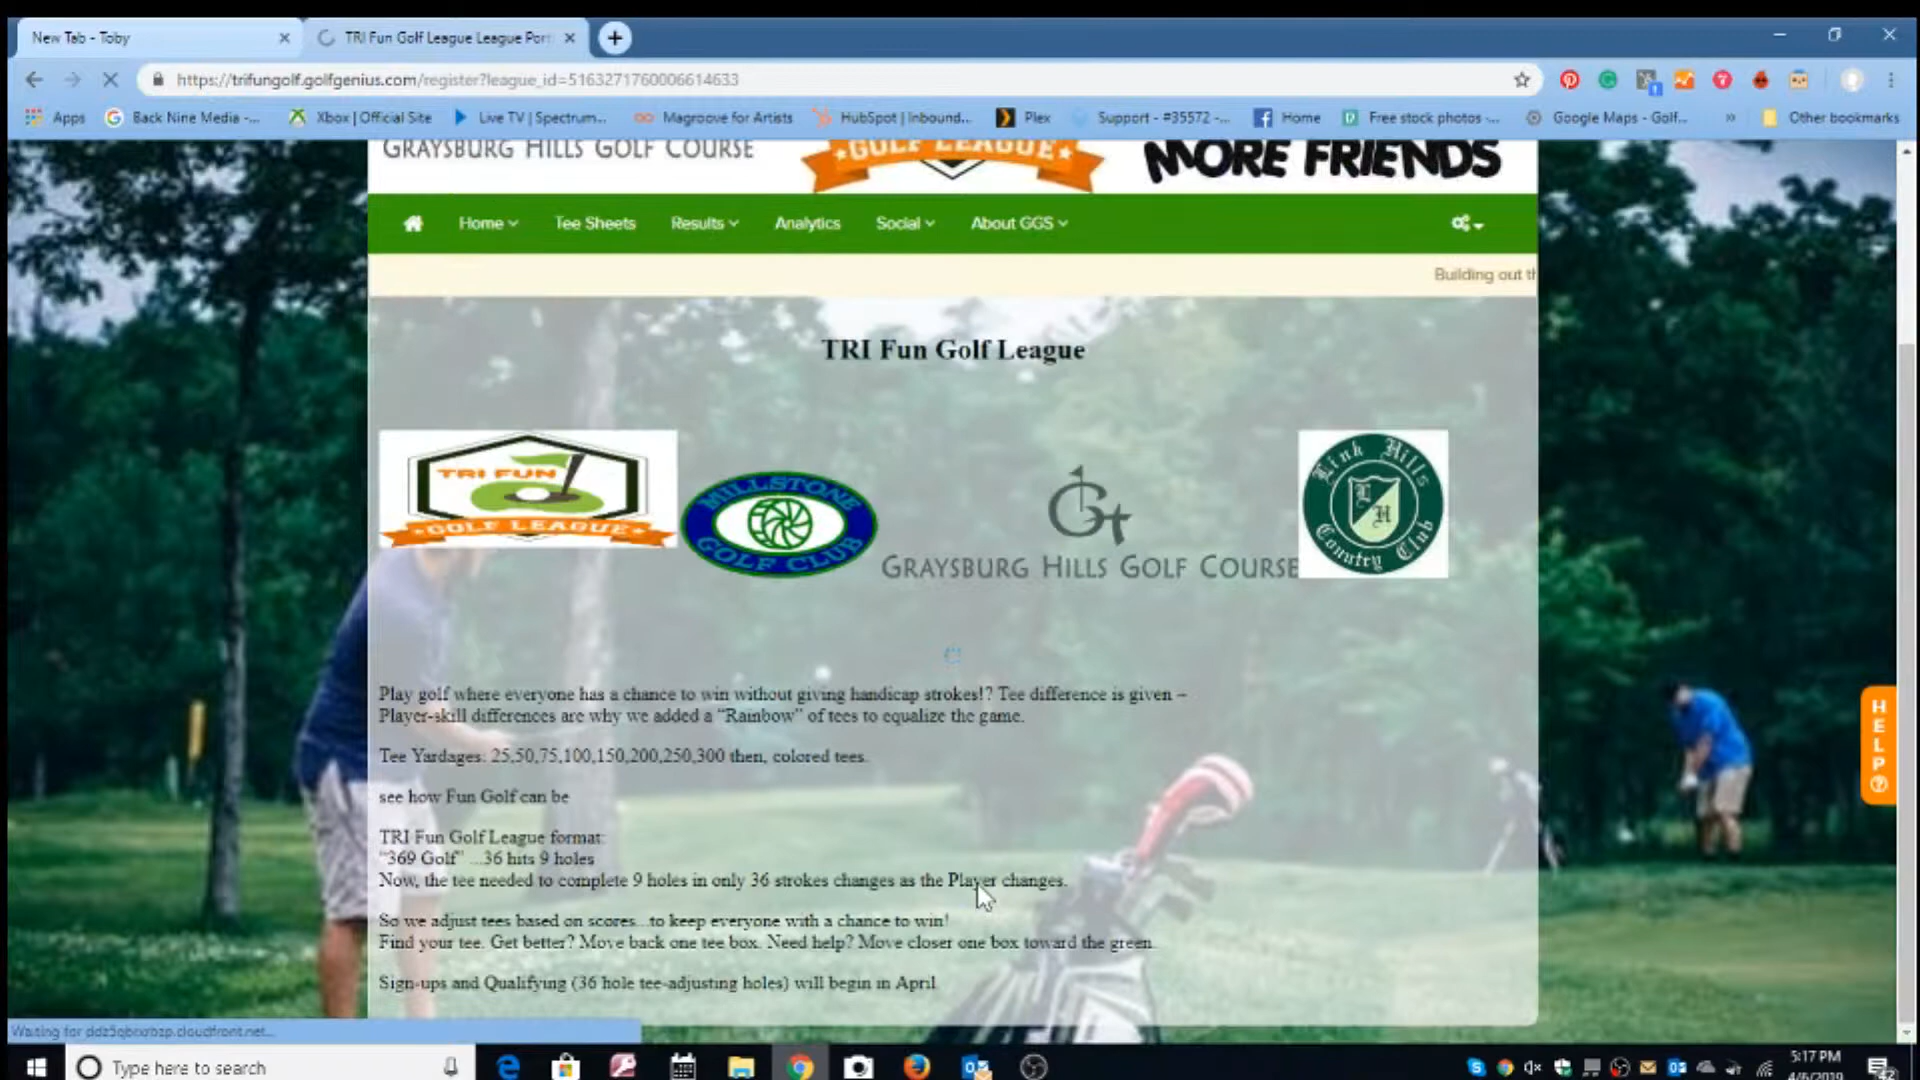 New Tab - Toby
TRI Fun Golf League League Port
https://trifungolf.golfgenius.com/register?league_id=5163271760006614633
Apps
Back Nine Media -...
Xbox | Official Site
Live TV | Spectrum...
Magroove for Artists
HubSpot | Inbound...
Plex
Support - #35572 -...
Home
Free stock photos -...
Google Maps - Golf...
»
Other bookmarks
GRAYSBURG HILLS GOLF COURSE
GOLF LEAGUE
MORE FRIENDS
Home
Tee Sheets
Results
Analytics
Social
About GGS
Building out th
TRI Fun Golf League
TRI FUN
GOLF LEAGUE
MILLSTONE
GOLF CLUB
GRAYSBURG HILLS GOLF COURSE
Link Hills
L H
Country Club
Play golf where everyone has a chance to win without giving handicap strokes!? Tee difference is given –
Player-skill differences are why we added a “Rainbow” of tees to equalize the game.
Tee Yardages: 25,50,75,100,150,200,250,300 then, colored tees.
see how Fun Golf can be
TRI Fun Golf League format:
“369 Golf” ...36 hits 9 holes
Now, the tee needed to complete 9 holes in only 36 strokes changes as the Player changes.
So we adjust tees based on scores...to keep everyone with a chance to win!
Find your tee. Get better? Move back one tee box. Need help? Move closer one box toward the green.
Sign-ups and Qualifying (36 hole tee-adjusting holes) will begin in April.
HELP
Type here to search
5:17 PM
4/6/2019